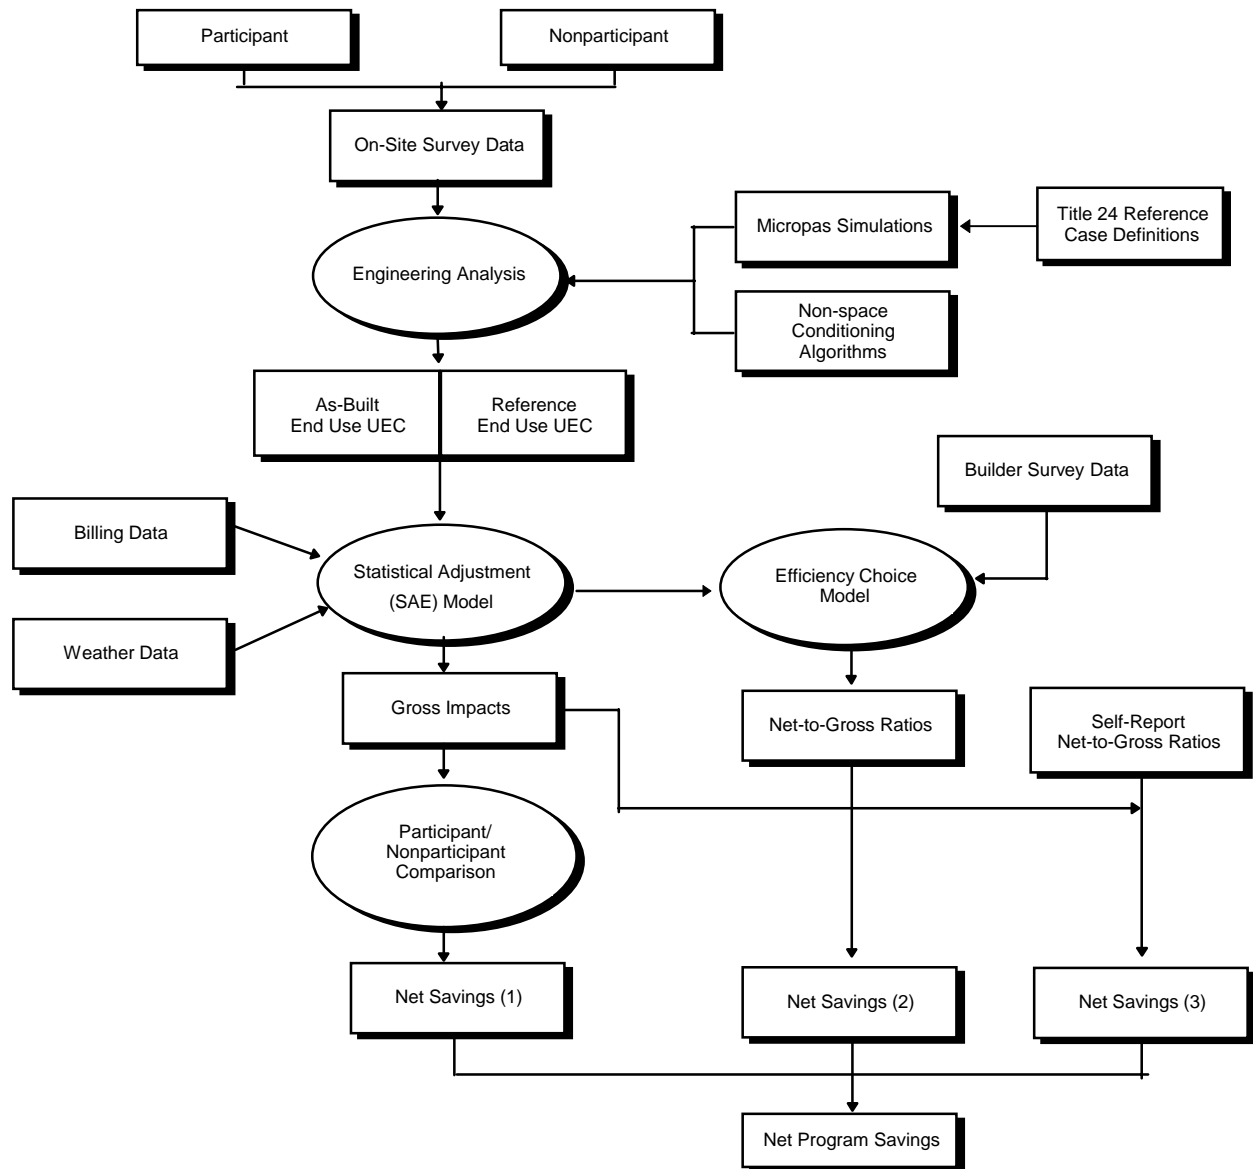 Participant
Nonparticipant
On-Site Survey Data
Engineering Analysis
Micropas Simulations
Title 24 Reference
Case Definitions
Non-space
Conditioning
Algorithms
As-Built
End Use UEC
Reference
End Use UEC
Builder Survey Data
Billing Data
Statistical Adjustment
(SAE) Model
Efficiency Choice
Model
Weather Data
Gross Impacts
Net-to-Gross Ratios
Self-Report
Net-to-Gross Ratios
Participant/
Nonparticipant
Comparison
Net Savings (1)
Net Savings (2)
Net Savings (3)
Net Program Savings